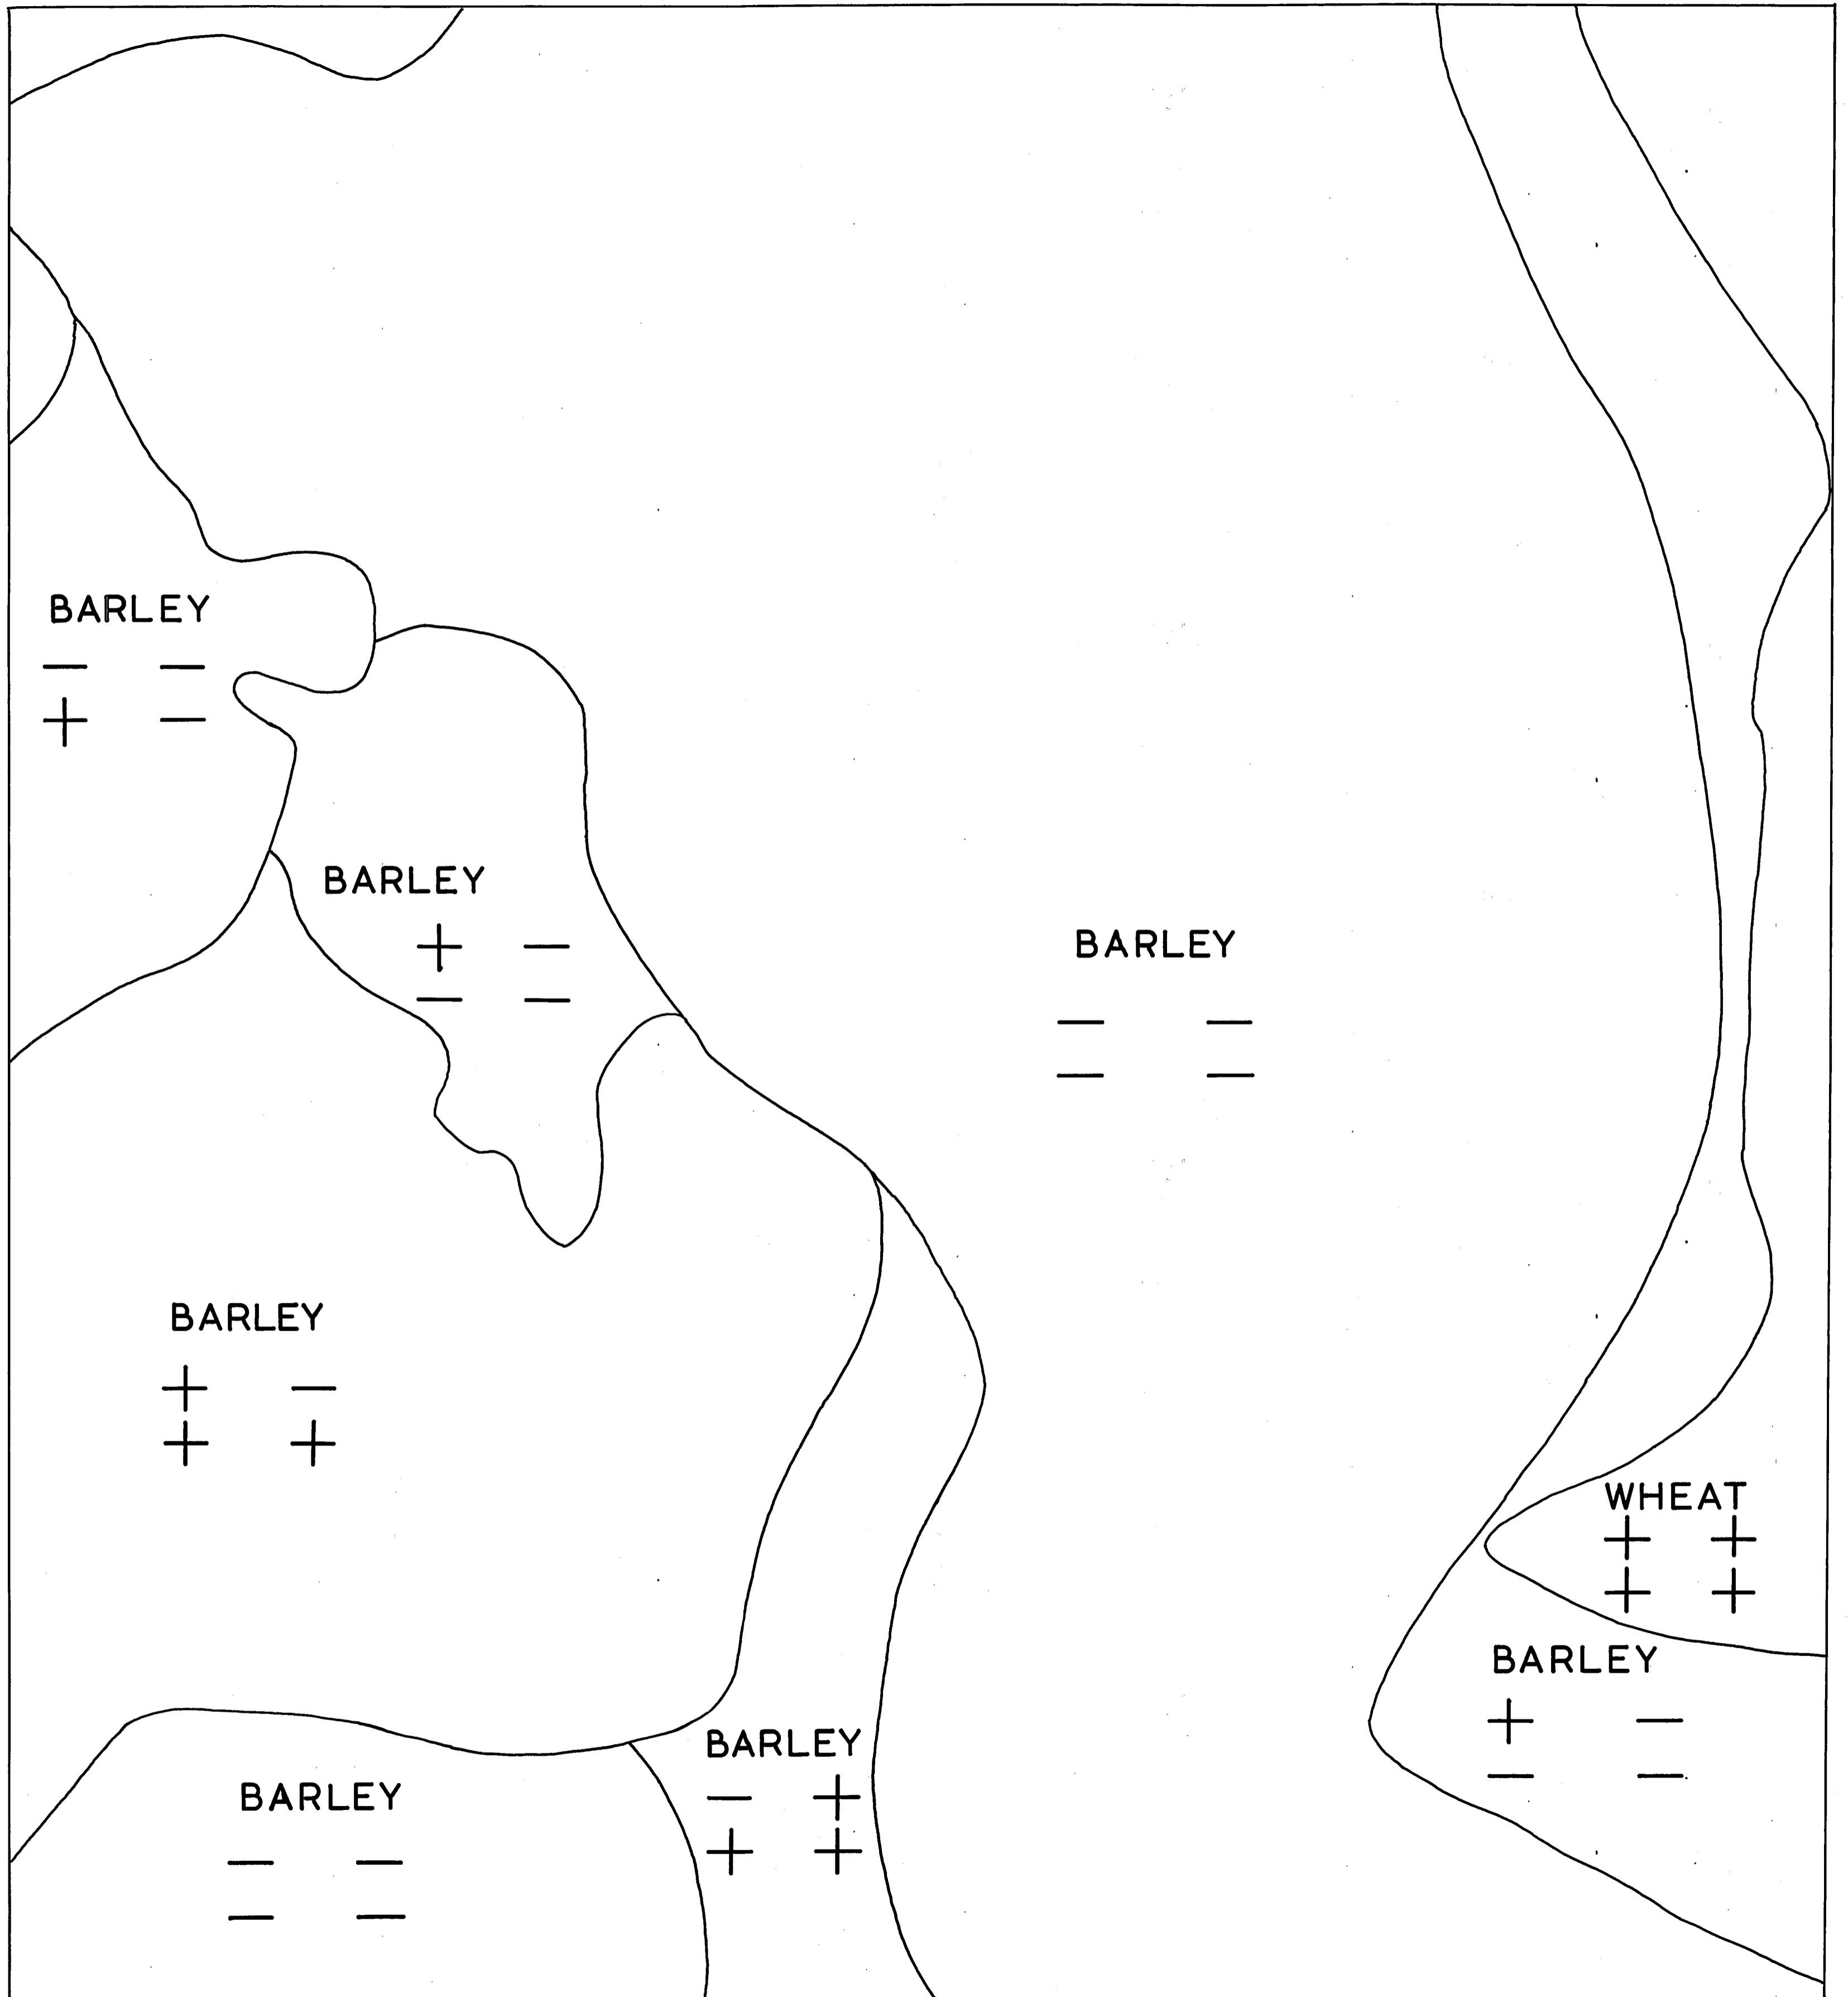 BARLEY
— —
+ —
BARLEY
+ —
— —
BARLEY
— —
— —
BARLEY
+ —
+ +
WHEAT
+ +
+ +
BARLEY
+ —
— —
BARLEY
— +
+ +
BARLEY
— —
— —